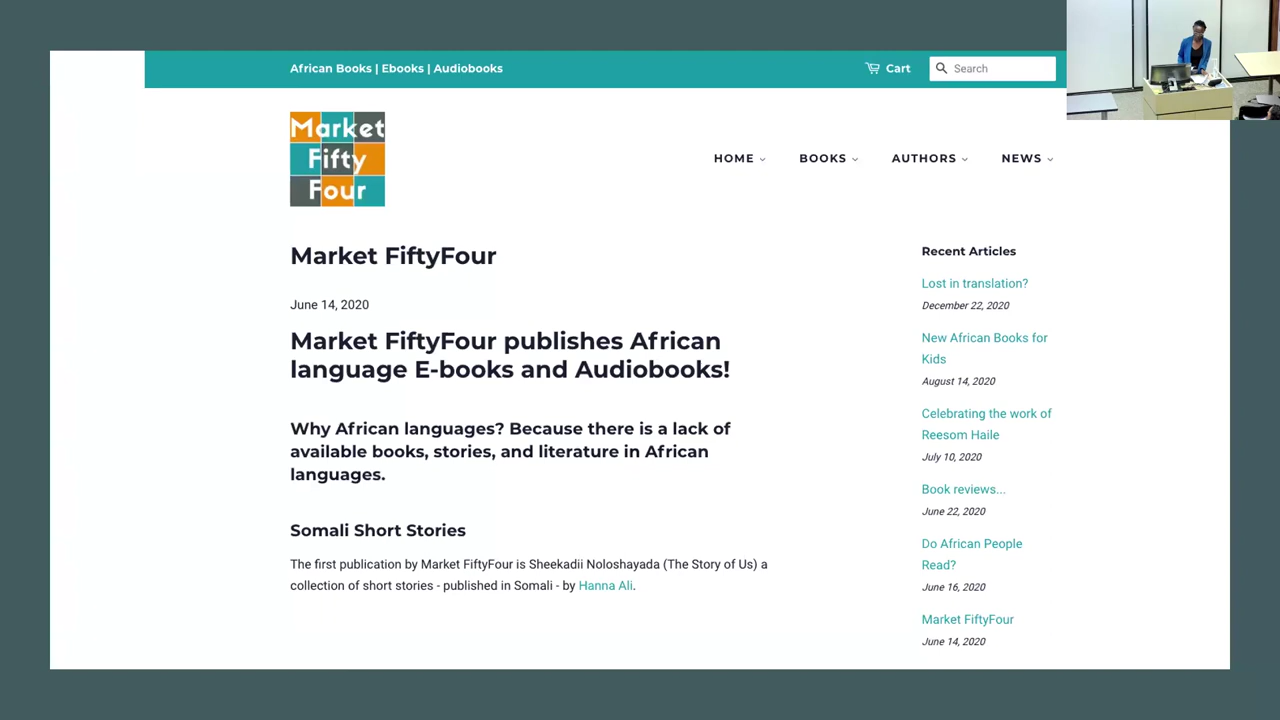 African Books | Ebooks | Audiobooks
Cart
Search
Market
Fifty
Four
HOME
BOOKS
AUTHORS
NEWS
Market FiftyFour
June 14, 2020
Market FiftyFour publishes African
language E-books and Audiobooks!
Why African languages? Because there is a lack of
available books, stories, and literature in African
languages.
Somali Short Stories
The first publication by Market FiftyFour is Sheekadii Noloshayada (The Story of Us) a
collection of short stories - published in Somali - by Hanna Ali.
Recent Articles
Lost in translation?
December 22, 2020
New African Books for
Kids
August 14, 2020
Celebrating the work of
Reesom Haile
July 10, 2020
Book reviews...
June 22, 2020
Do African People
Read?
June 16, 2020
Market FiftyFour
June 14, 2020